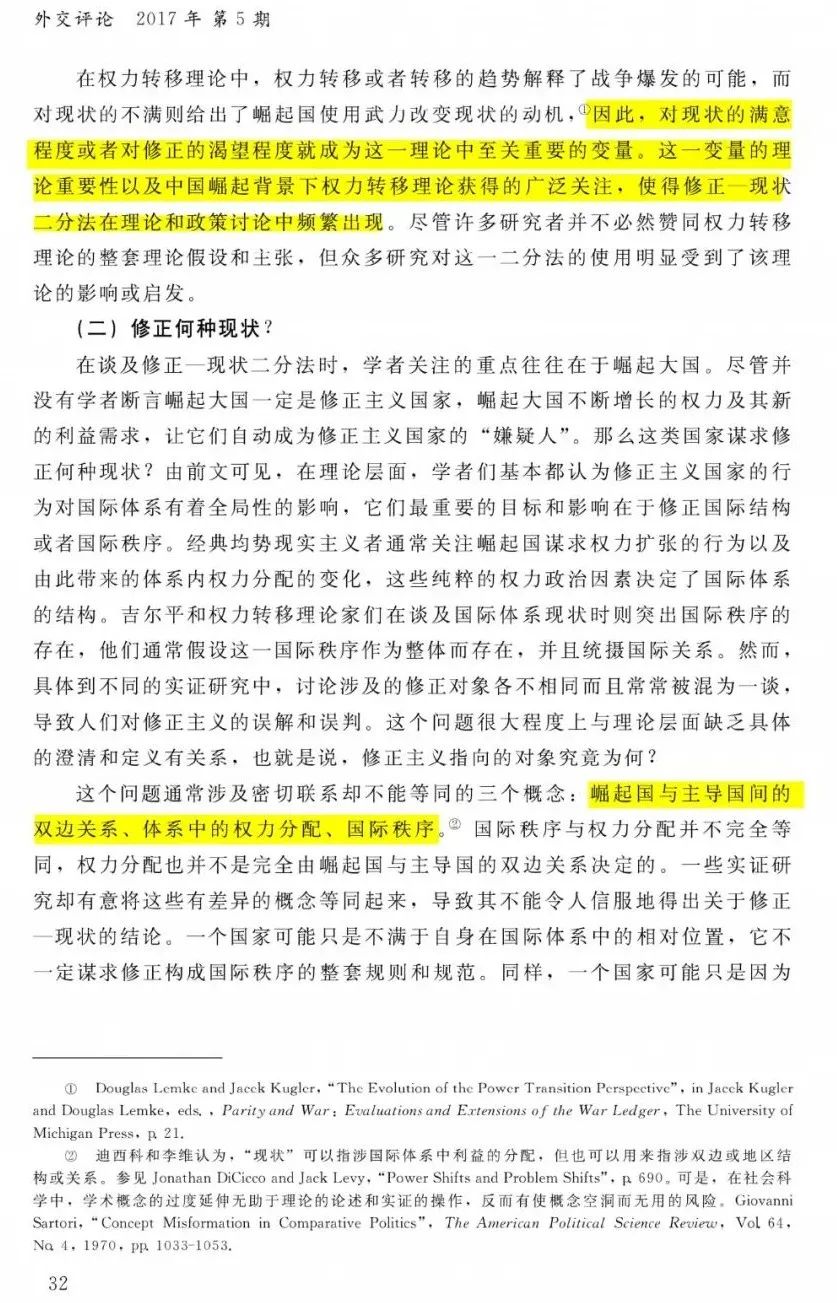 外交评论 2017 年 第 5 期
在权力转移理论中，权力转移或者转移的趋势解释了战争爆发的可能，而
对现状的不满则给出了崛起国使用武力改变现状的动机，①因此，对现状的满意
程度或者对修正的渴望程度就成为这一理论中至关重要的变量。这一变量的理
论重要性以及中国崛起背景下权力转移理论获得的广泛关注，使得修正—现状
二分法在理论和政策讨论中频繁出现。尽管许多研究者并不必然赞同权力转移
理论的整套理论假设和主张，但众多研究对这一二分法的使用明显受到了该理
论的影响或启发。
（二）修正何种现状？
在谈及修正—现状二分法时，学者关注的重点往往在于崛起大国。尽管并
没有学者断言崛起大国一定是修正主义国家，崛起大国不断增长的权力及其新
的利益需求，让它们自动成为修正主义国家的“嫌疑人”。那么这类国家谋求修
正何种现状？由前文可见，在理论层面，学者们基本都认为修正主义国家的行
为对国际体系有着全局性的影响，它们最重要的目标和影响在于修正国际结构
或者国际秩序。经典均势现实主义者通常关注崛起国谋求权力扩张的行为以及
由此带来的体系内权力分配的变化，这些纯粹的权力政治因素决定了国际体系
的结构。吉尔平和权力转移理论家们在谈及国际体系现状时则突出国际秩序的
存在，他们通常假设这一国际秩序作为整体而存在，并且统摄国际关系。然而，
具体到不同的实证研究中，讨论涉及的修正对象各不相同而且常常被混为一谈，
导致人们对修正主义的误解和误判。这个问题很大程度上与理论层面缺乏具体
的澄清和定义有关系，也就是说，修正主义指向的对象究竟为何？
这个问题通常涉及密切联系却不能等同的三个概念：崛起国与主导国间的
双边关系、体系中的权力分配、国际秩序。② 国际秩序与权力分配并不完全等
同，权力分配也并不是完全由崛起国与主导国的双边关系决定的。一些实证研
究却有意将这些有差异的概念等同起来，导致其不能令人信服地得出关于修正
—现状的结论。一个国家可能只是不满于自身在国际体系中的相对位置，它不
一定谋求修正构成国际秩序的整套规则和规范。同样，一个国家可能只是因为
① Douglas Lemke and Jacek Kugler，“The Evolution of the Power Transition Perspective”，in Jacek Kugler
and Douglas Lemke，eds.，Parity and War：Evaluations and Extensions of the War Ledger，The University of
Michigan Press，p. 21.
② 迪西科和李维认为，“现状”可以指涉国际体系中利益的分配，但也可以用来指涉双边或地区结
构或关系。参见 Jonathan DiCicco and Jack Levy，“Power Shifts and Problem Shifts”，p. 690。可是，在社会科
学中，学术概念的过度延伸无助于理论的论述和实证的操作，反而有使概念空洞而无用的风险。Giovanni
Sartori，“Concept Misformation in Comparative Politics”，The American Political Science Review，Vol. 64，
No. 4，1970，pp. 1033-1053.
32